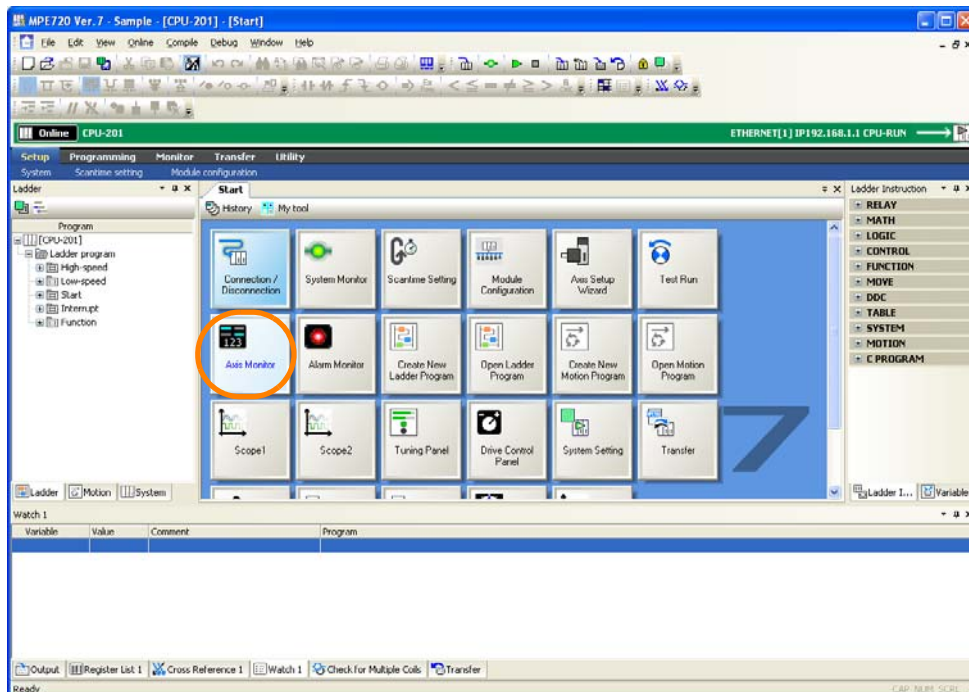 MPE720 Ver. 7 - Sample - [CPU-201] - [Start]
File Edit View Online Compile Debug Window Help
Online CPU-201 ETHERNET[1] IP192.168.1.1 CPU-RUN
Setup Programming Monitor Transfer Utility
System Scantime setting Module configuration
Ladder
Program
[CPU-201]
Ladder program
High-speed
Low-speed
Start
Interrupt
Function
Ladder Motion System
Start
History My tool
Connection / Disconnection
System Monitor
Scantime Setting
Module Configuration
Axis Setup Wizard
Test Run
123
Axis Monitor
Alarm Monitor
Create New Ladder Program
Open Ladder Program
Create New Motion Program
Open Motion Program
Scope1
Scope2
Tuning Panel
Drive Control Panel
System Setting
Transfer
7
Ladder Instruction
RELAY
MATH
LOGIC
CONTROL
FUNCTION
MOVE
DDC
TABLE
SYSTEM
MOTION
C PROGRAM
Ladder I... Variable
Watch 1
Variable Value Comment Program
Output Register List 1 Cross Reference 1 Watch 1 Check for Multiple Coils Transfer
Ready CAP NUM SCRL